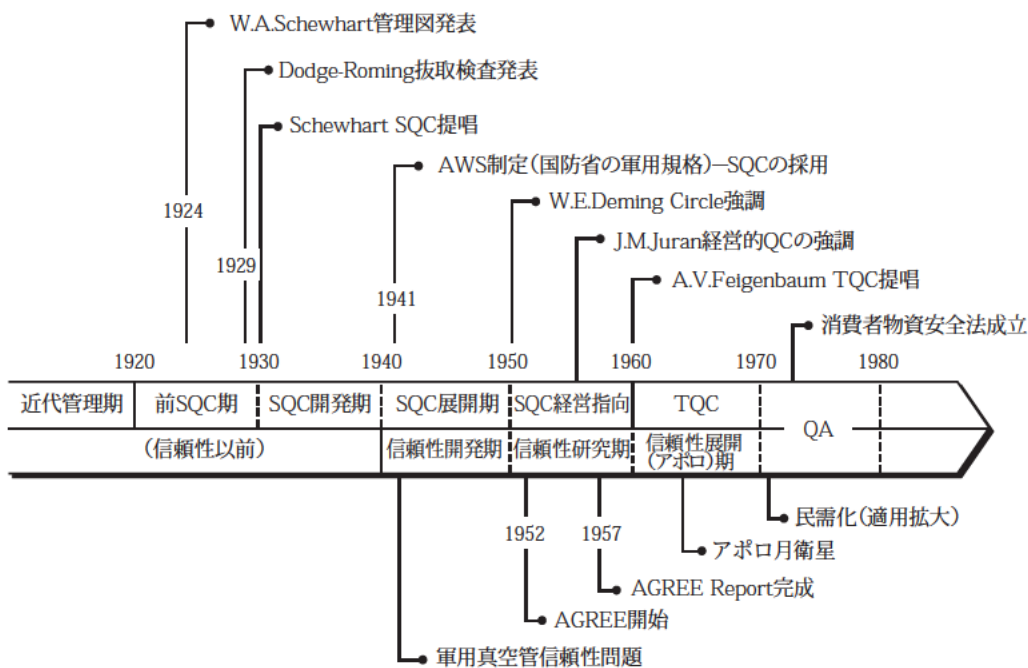 W.A.Schewhart管理図発表
Dodge-Roming抜取検査発表
Schewhart SQC提唱
AWS制定（国防省の軍用規格）—SQCの採用
W.E.Deming Circle強調
1924
J.M.Juran経営的QCの強調
1929
A.V.Feigenbaum TQC提唱
1941
消費者物資安全法成立
1920 1930 1940 1950 1960 1970 1980
近代管理期 前SQC期 SQC開発期 SQC展開期 SQC経営指向 TQC
QA
（信頼性以前） 信頼性開発期 信頼性研究期 信頼性展開
（アポロ）期
民需化（適用拡大）
1952 1957
アポロ月衛星
AGREE Report完成
AGREE開始
軍用真空管信頼性問題